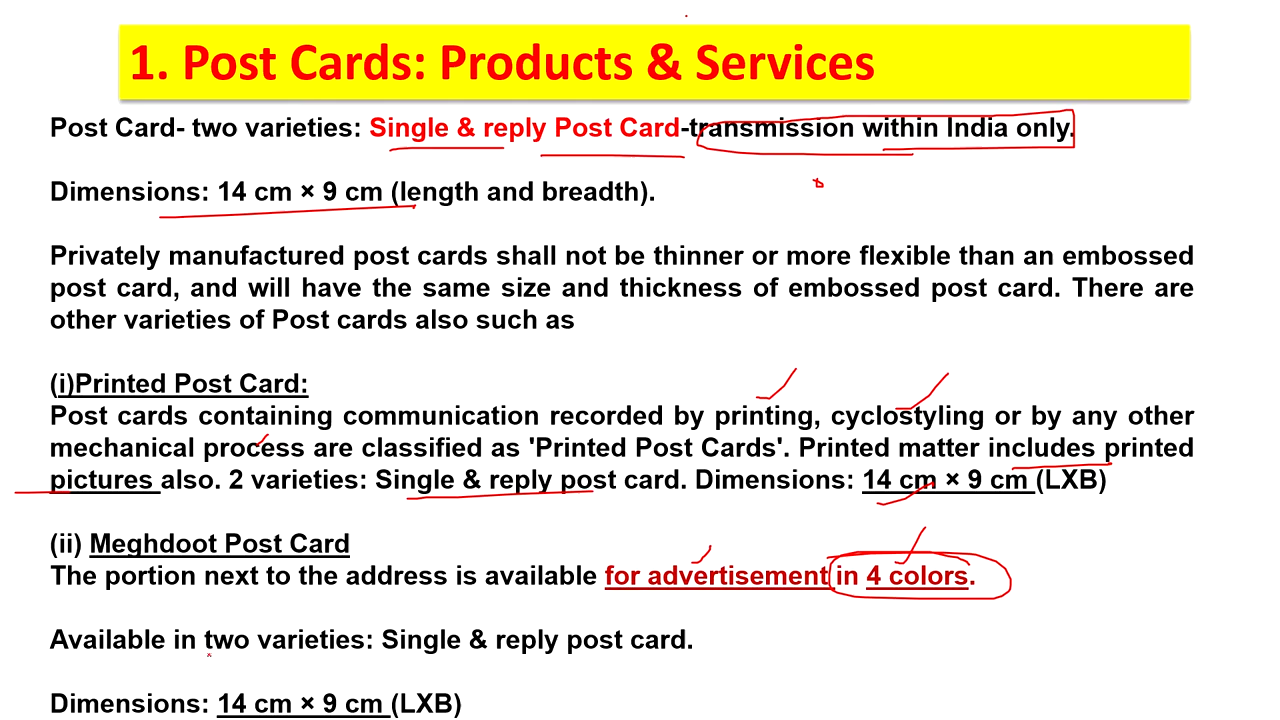 1. Post Cards: Products & Services
Post Card- two varieties: Single & reply Post Card-transmission within India only.
Dimensions: 14 cm × 9 cm (length and breadth).
Privately manufactured post cards shall not be thinner or more flexible than an embossed
post card, and will have the same size and thickness of embossed post card. There are
other varieties of Post cards also such as
(i)Printed Post Card:
Post cards containing communication recorded by printing, cyclostyling or by any other
mechanical process are classified as 'Printed Post Cards'. Printed matter includes printed
pictures also. 2 varieties: Single & reply post card. Dimensions: 14 cm × 9 cm (LXB)
(ii) Meghdoot Post Card
The portion next to the address is available for advertisement in 4 colors.
Available in two varieties: Single & reply post card.
Dimensions: 14 cm × 9 cm (LXB)